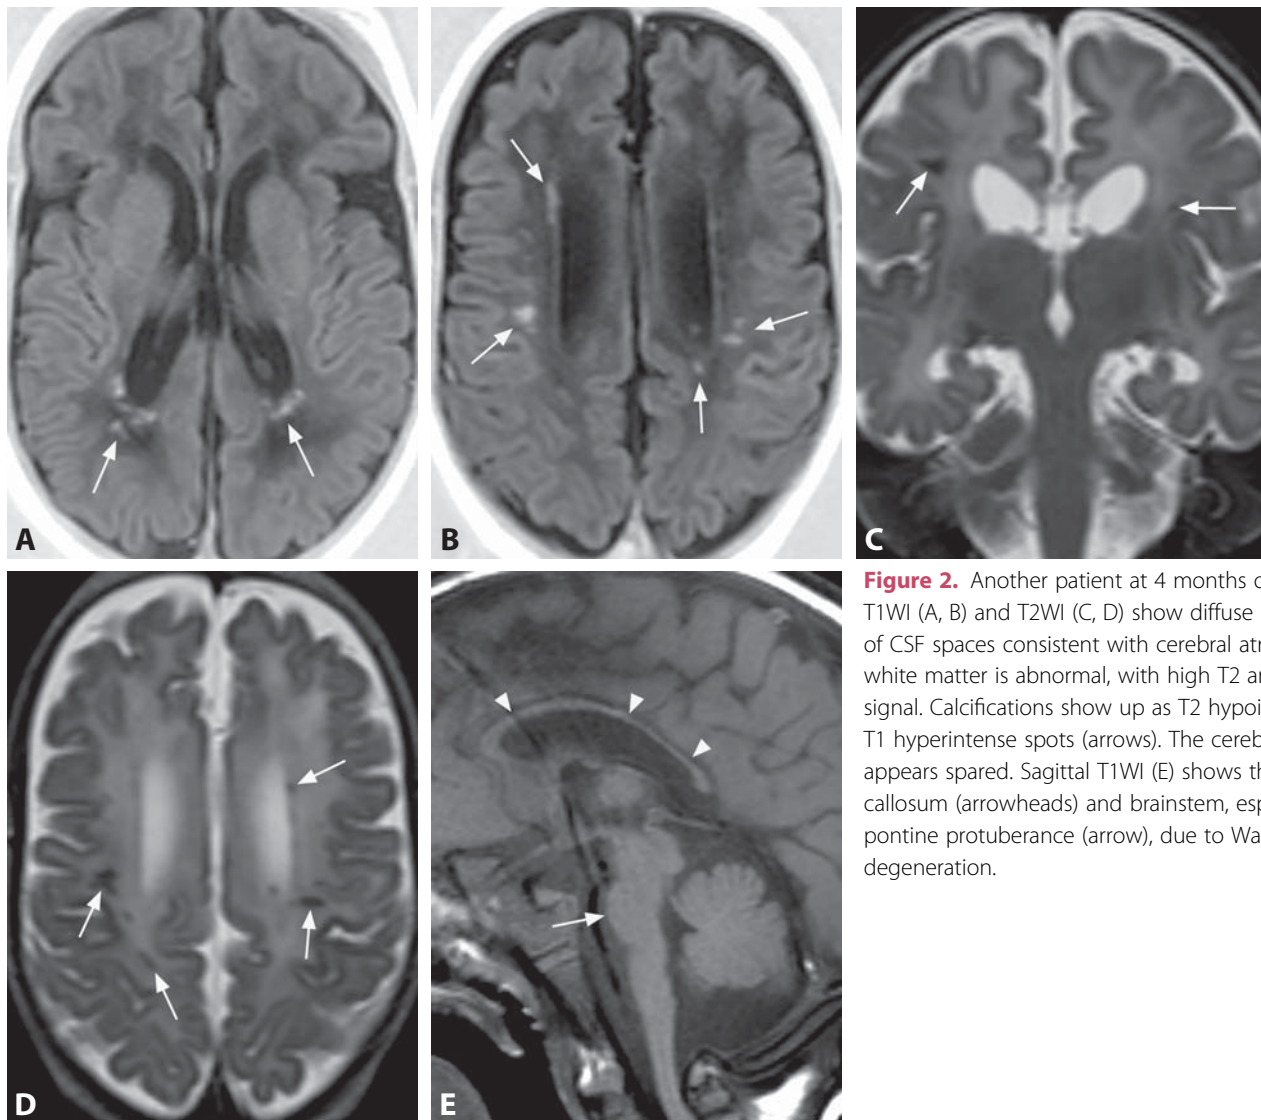 A
B
C
D
E
Figure 2. Another patient at 4 months
T1WI (A, B) and T2WI (C, D) show diffuse
of CSF spaces consistent with cerebral
white matter is abnormal, with high T2
signal. Calcifications show up as T2
T1 hyperintense spots (arrows). The
appears spared. Sagittal T1WI (E) shows
callosum (arrowheads) and brainstem,
pontine protuberance (arrow), due to
degeneration.